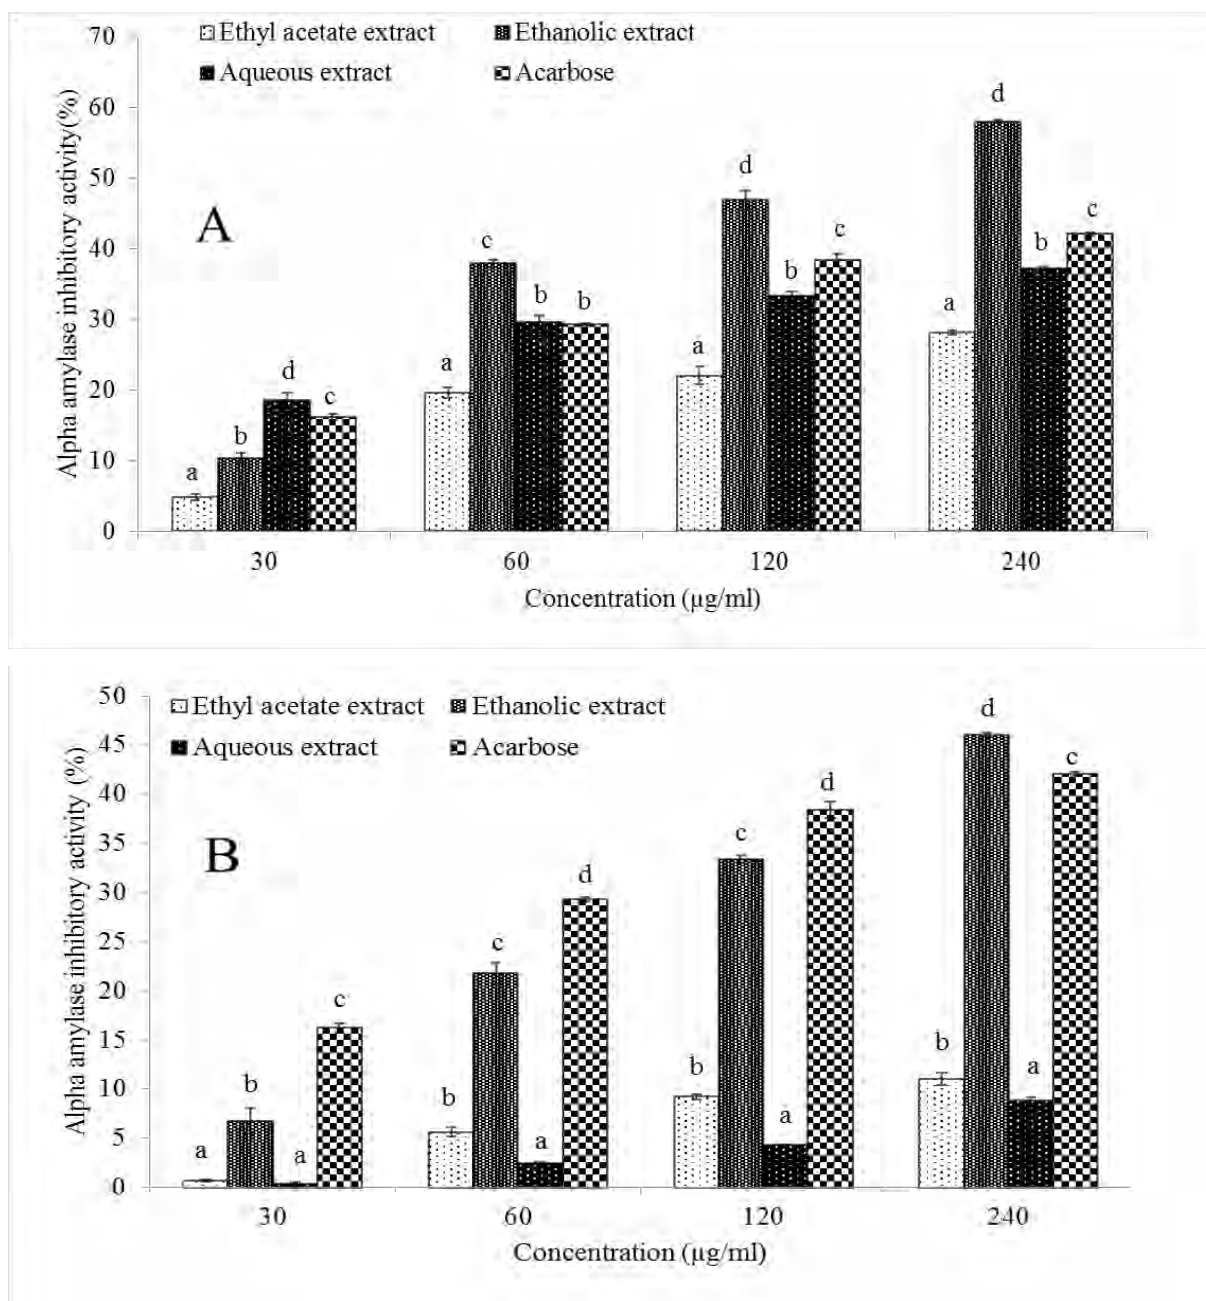 70
60
50
40
30
20
10
0
Alpha amylase inhibitory activity(%)
Ethyl acetate extract Ethanolic extract
Aqueous extract Acarbose
A
a b d c
a c b b
a d b c
a d b c
30 60 120 240
Concentration (µg/ml)
50
45
40
35
30
25
20
15
10
5
0
Alpha amylase inhibitory activity (%)
Ethyl acetate extract Ethanolic extract
Aqueous extract Acarbose
B
a b a c
b c a d
b c a d
b d a c
30 60 120 240
Concentration (µg/ml)